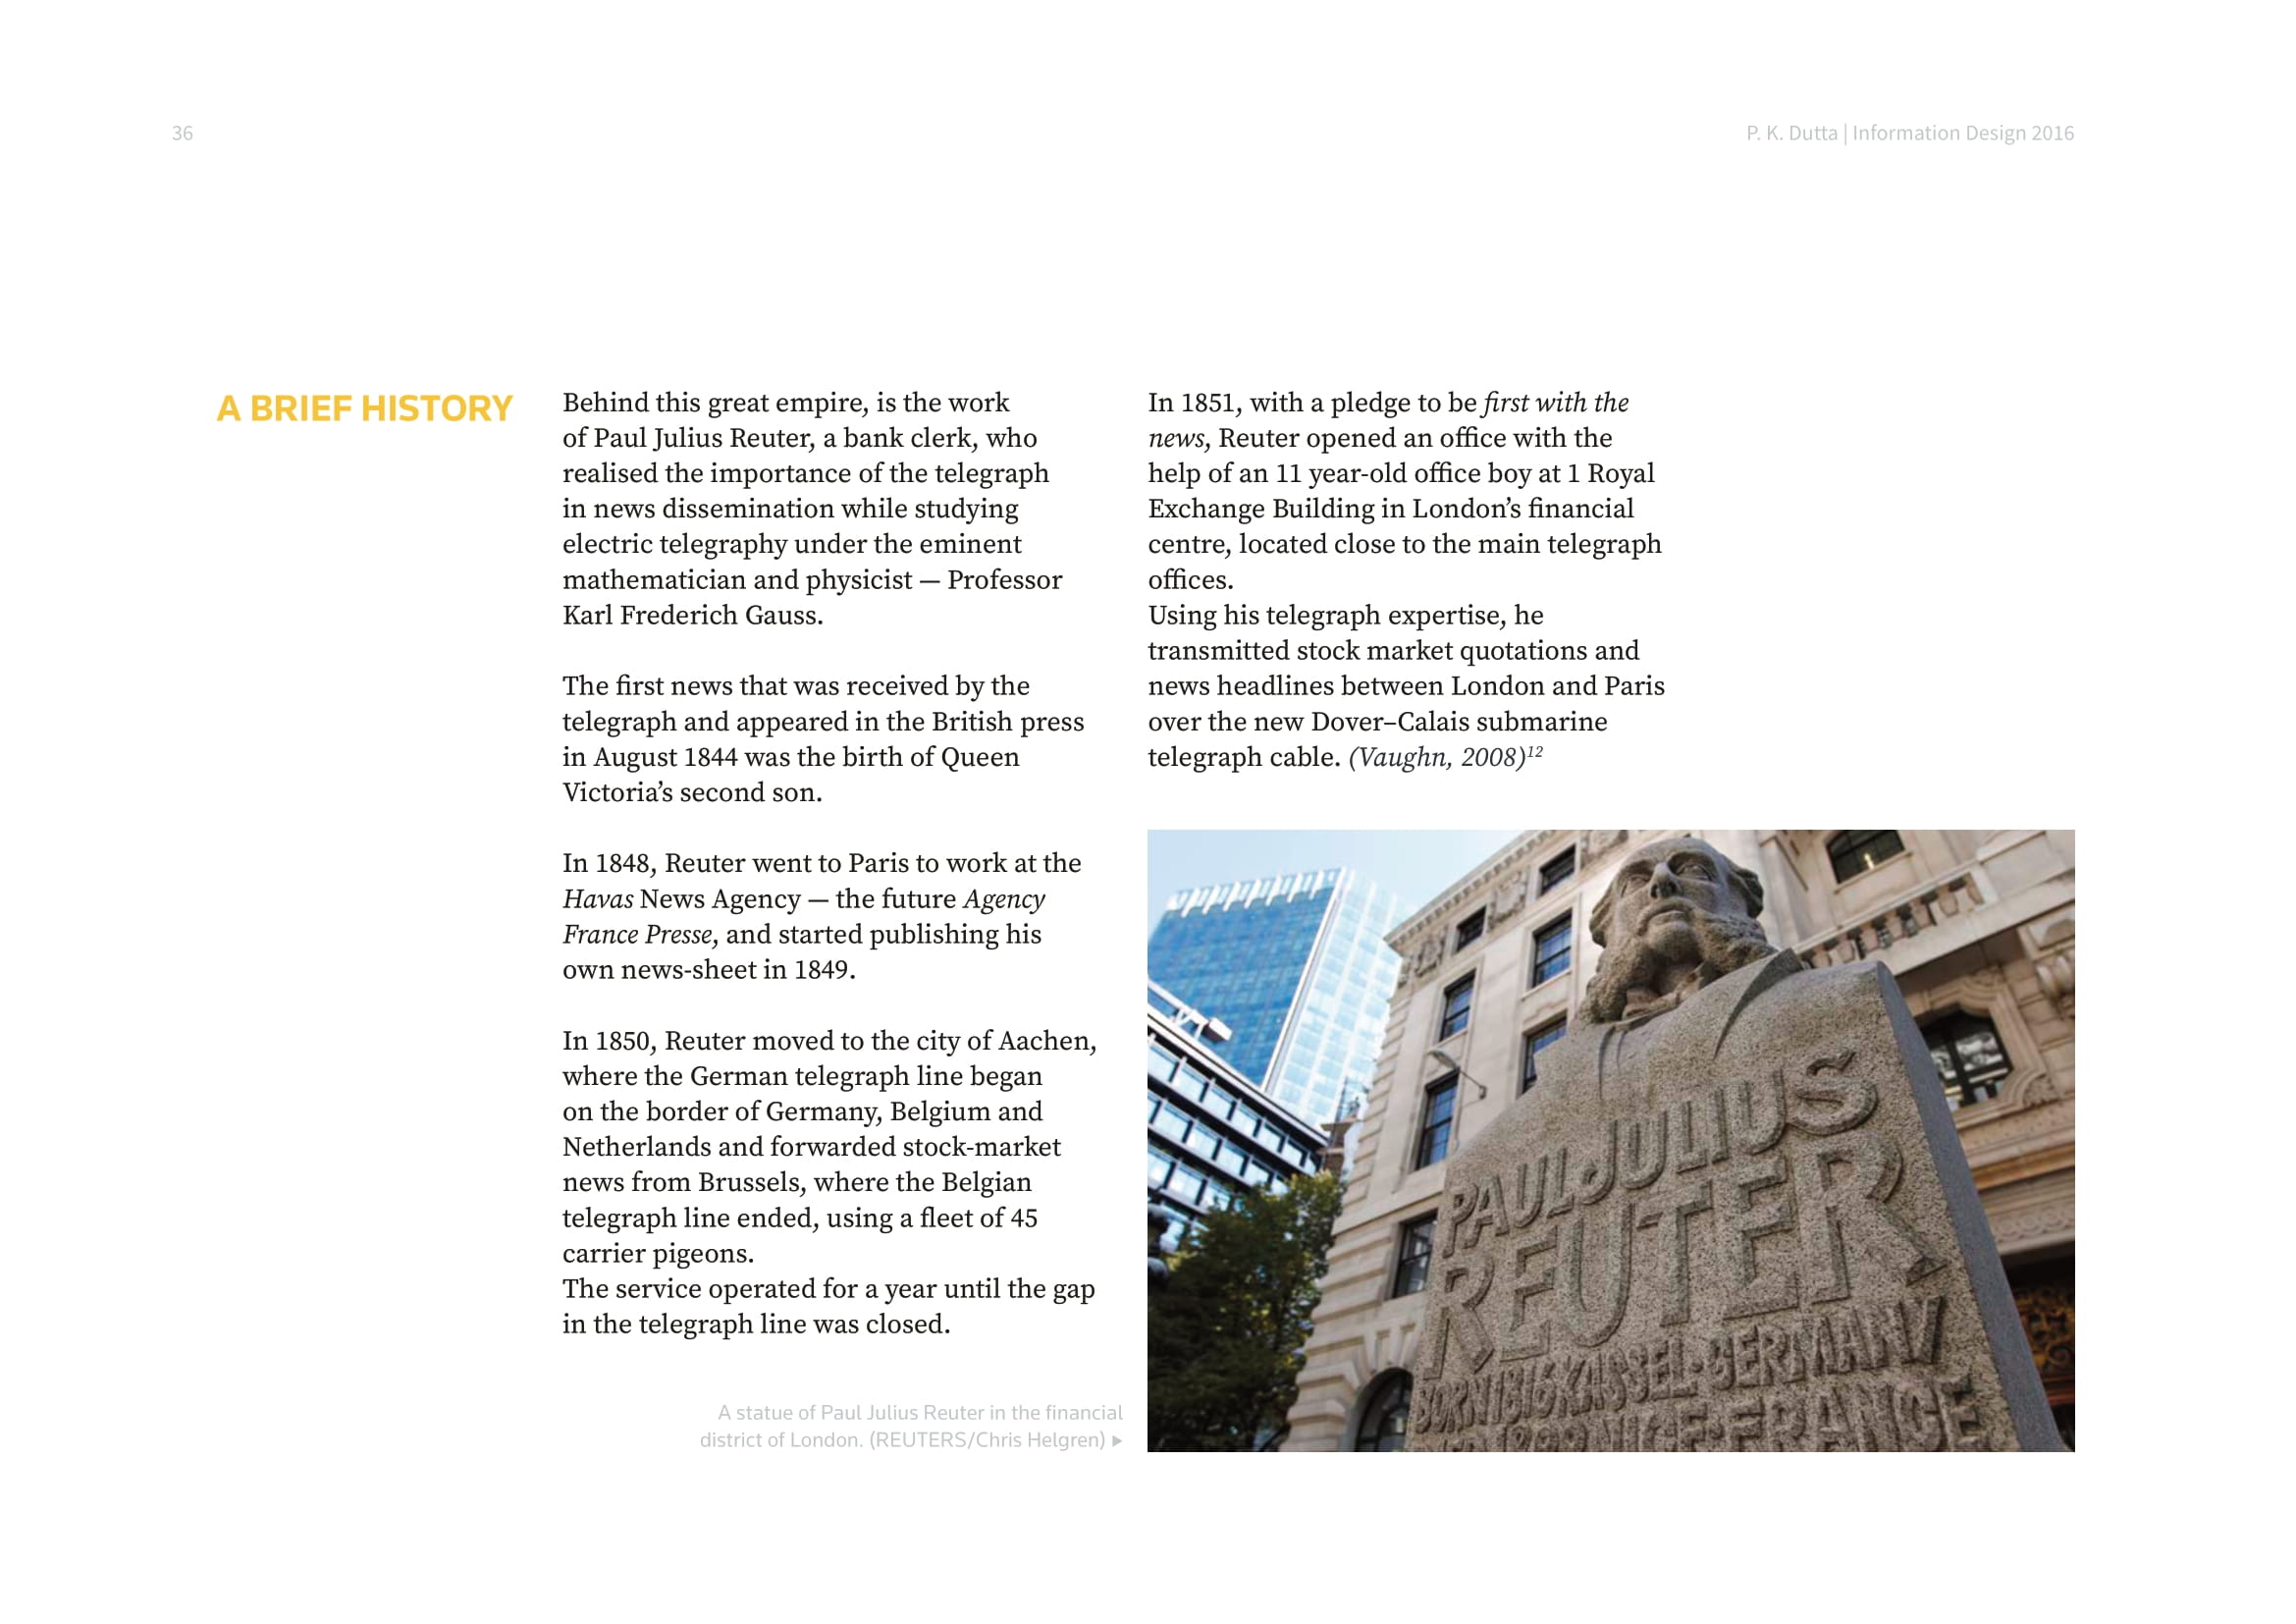 36
P. K. Dutta | Information Design 2016
A BRIEF HISTORY
Behind this great empire, is the work
of Paul Julius Reuter, a bank clerk, who
realised the importance of the telegraph
in news dissemination while studying
electric telegraphy under the eminent
mathematician and physicist — Professor
Karl Frederich Gauss.
The first news that was received by the
telegraph and appeared in the British press
in August 1844 was the birth of Queen
Victoria’s second son.
In 1848, Reuter went to Paris to work at the
Havas News Agency — the future Agency
France Presse, and started publishing his
own news-sheet in 1849.
In 1850, Reuter moved to the city of Aachen,
where the German telegraph line began
on the border of Germany, Belgium and
Netherlands and forwarded stock-market
news from Brussels, where the Belgian
telegraph line ended, using a fleet of 45
carrier pigeons.
The service operated for a year until the gap
in the telegraph line was closed.
A statue of Paul Julius Reuter in the financial
district of London. (REUTERS/Chris Helgren) ▶
In 1851, with a pledge to be first with the
news, Reuter opened an office with the
help of an 11 year-old office boy at 1 Royal
Exchange Building in London’s financial
centre, located close to the main telegraph
offices.
Using his telegraph expertise, he
transmitted stock market quotations and
news headlines between London and Paris
over the new Dover–Calais submarine
telegraph cable. (Vaughn, 2008)12
PAUL JULIUS
REUTER
BORN 1816 KASSEL·GERMANY
NICE·FRANCE